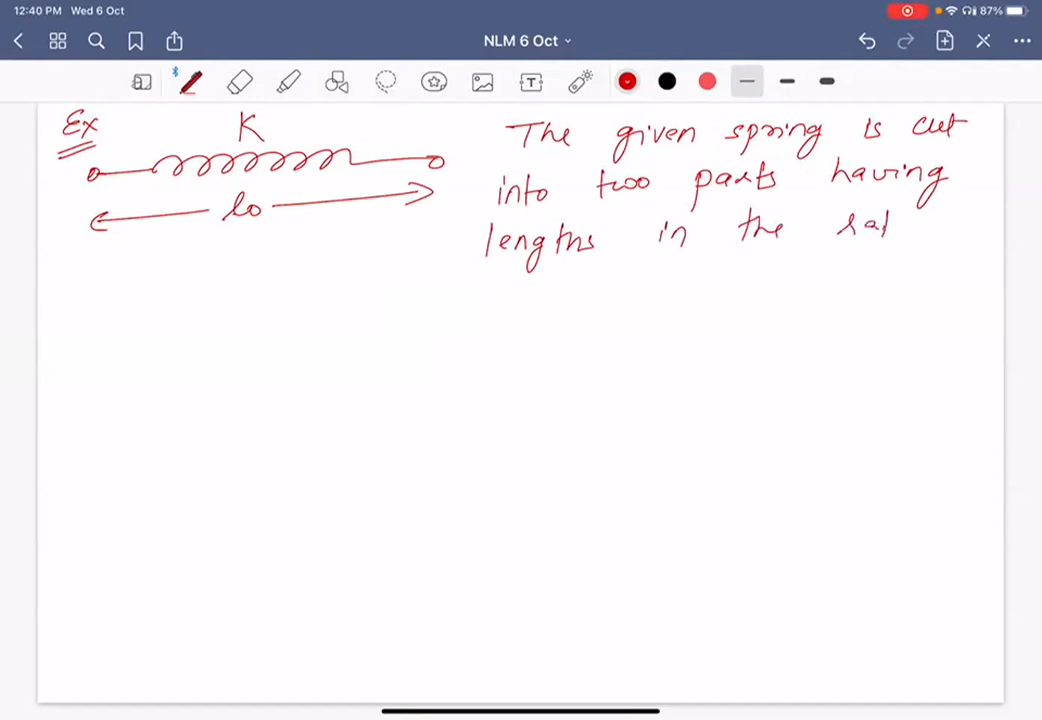 12:40 PM Wed 6 Oct
87%
NLM 6 Oct
T
Ex
K
lo
The given spring is cut
into two parts having
lengths in the rat